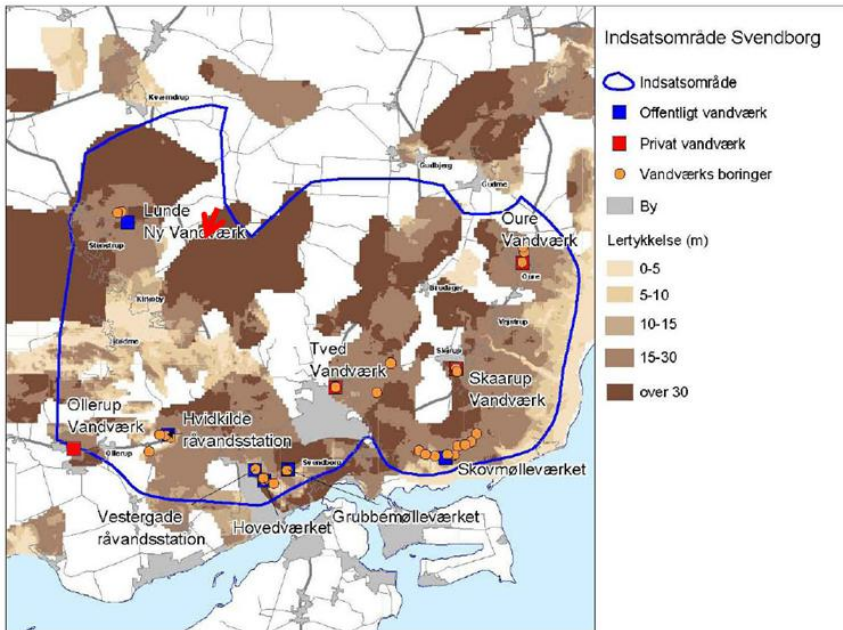 Indsatsområde Svendborg
Indsatsområde
Offentligt vandværk
Privat vandværk
Vandværks boringer
By
Lertykkelse (m)
0-5
5-10
10-15
15-30
over 30
Kværndrup
Gudbjerg
Gudme
Lunde
Ny Vandværk
Stenstrup
Oure
Vandværk
Oure
Kirkeby
Brudager
Vejstrup
Tved
Vandværk
Skårup
Skaarup
Vandværk
Ollerup
Vandværk
Hvidkilde
råvandsstation
Ollerup
Svendborg
Skovmølleværket
Vestergade
råvandsstation
Hovedværket
Grubbemølleværket